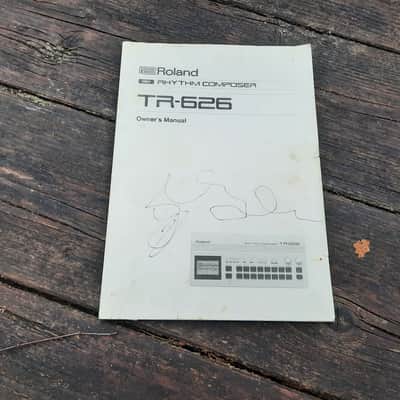 Roland
RHYTHM COMPOSER
TR-626
Owner's Manual
Roland
TR-626